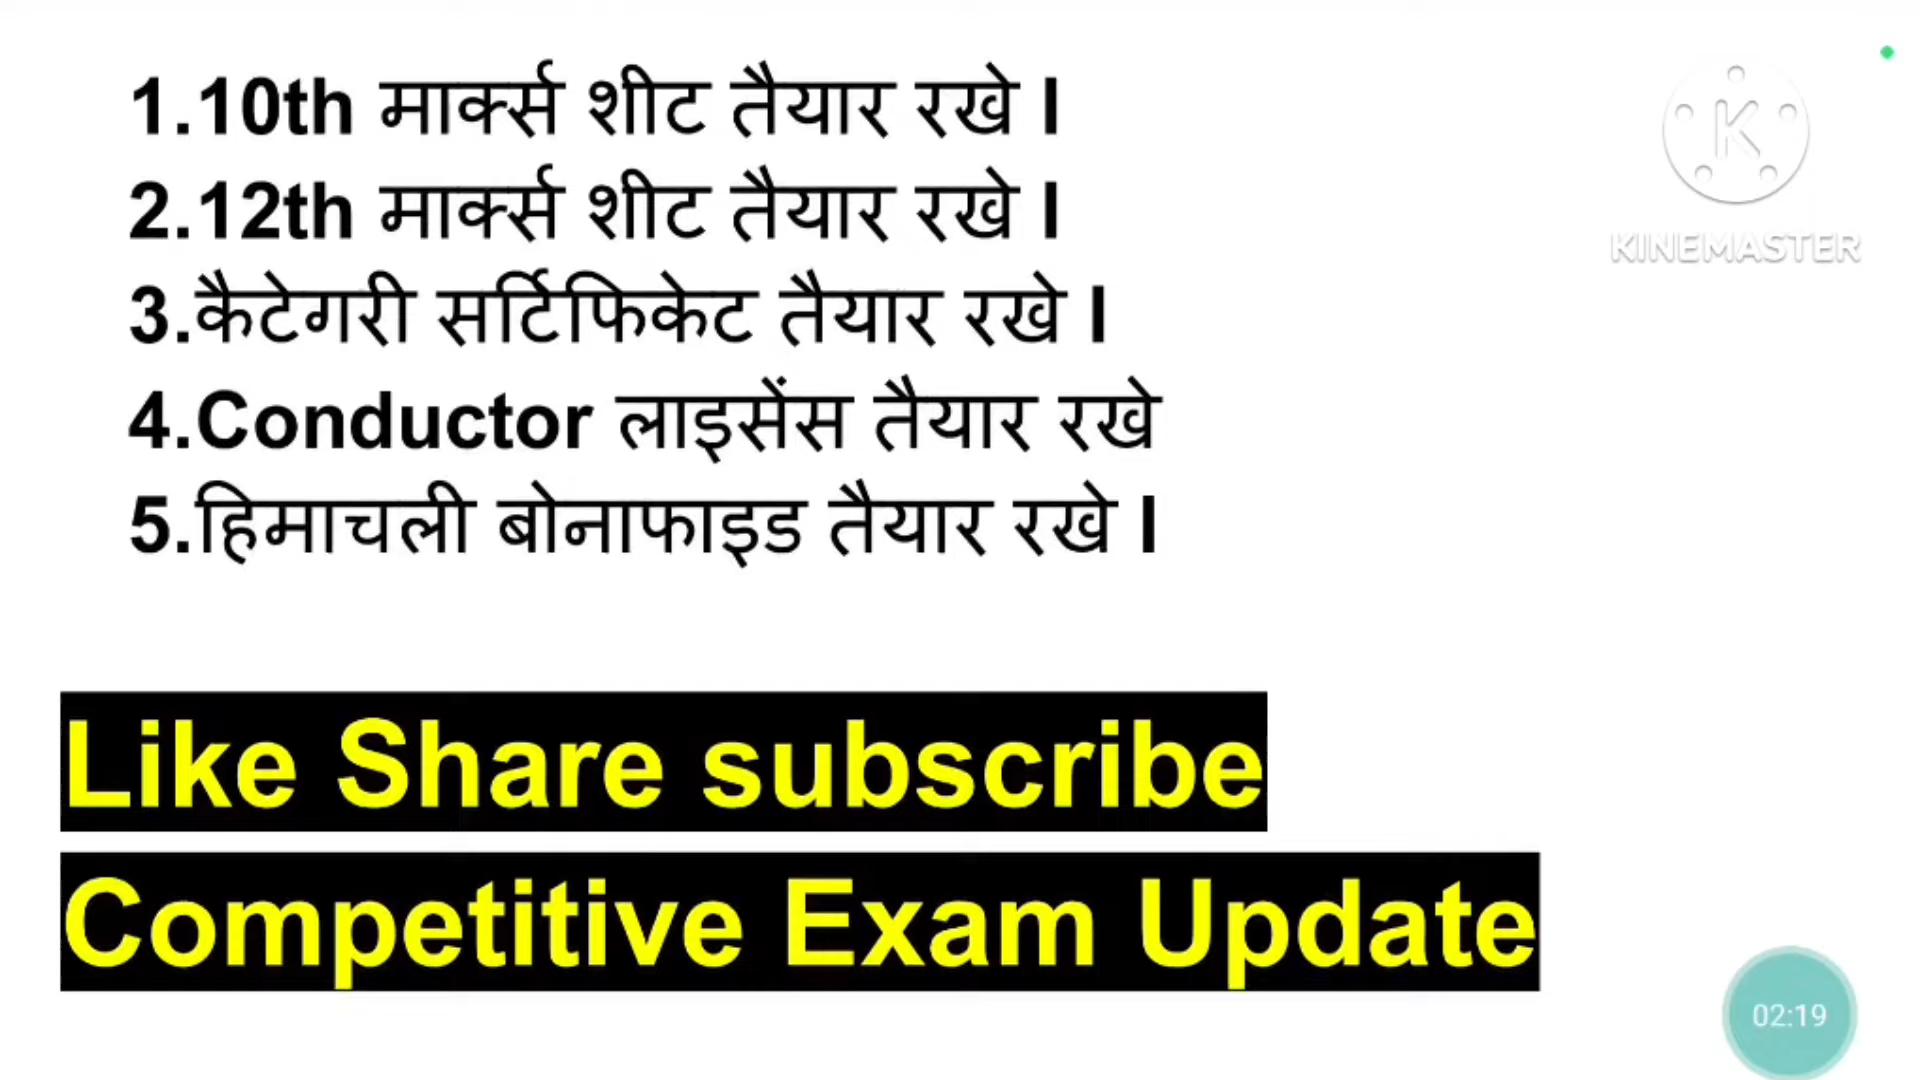 1.10th मार्क्स शीट तैयार रखे I
2.12th मार्क्स शीट तैयार रखे I
3.कैटेगरी सर्टिफिकेट तैयार रखे I
4.Conductor लाइसेंस तैयार रखे
5.हिमाचली बोनाफाइड तैयार रखे I
K
KINEMASTER
Like Share subscribe
Competitive Exam Update
02:19